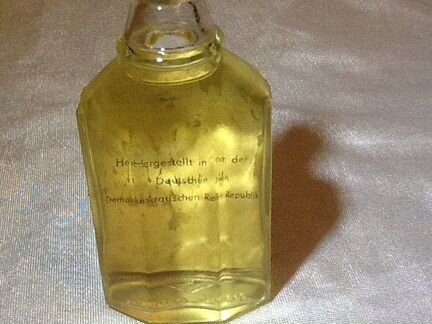 Hergestellt in der
Deutschen
Demokratischen Republik